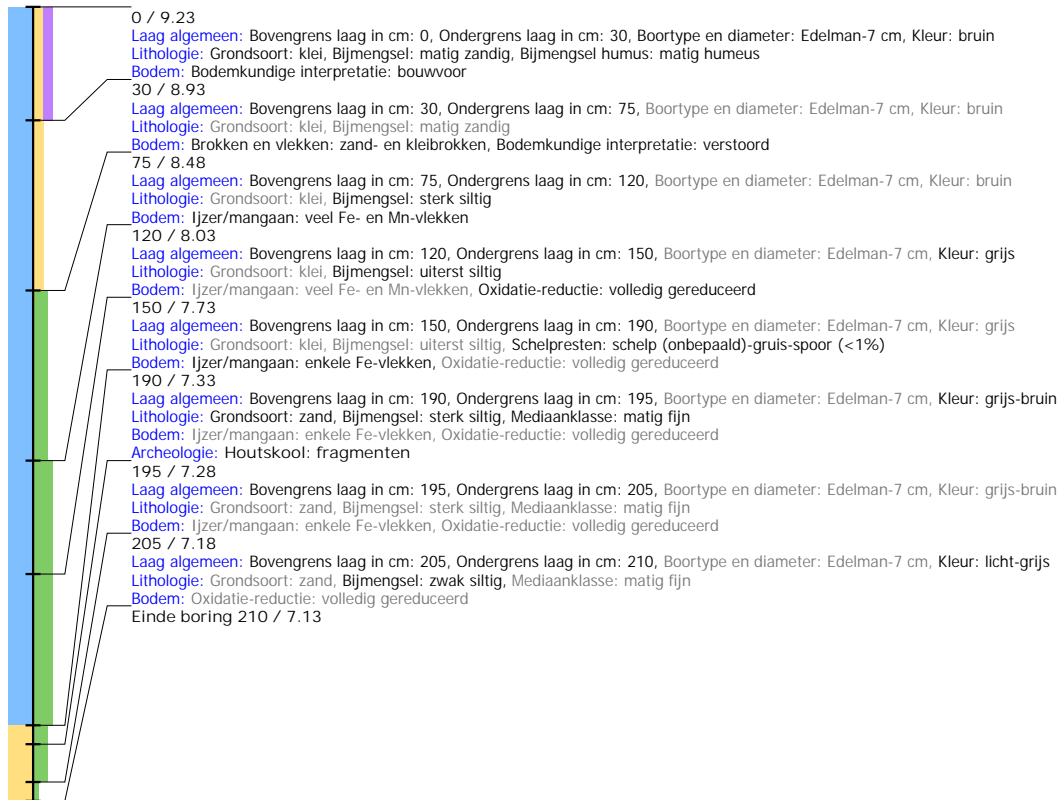 0 / 9.23
Laag algemeen: Bovengrens laag in cm: 0, Ondergrens laag in cm: 30, Boortype en diameter: Edelman-7 cm, Kleur: bruin
Lithologie: Grondsoort: klei, Bijmengsel: matig zandig, Bijmengsel humus: matig humeus
Bodem: Bodemkundige interpretatie: bouwvoor
30 / 8.93
Laag algemeen: Bovengrens laag in cm: 30, Ondergrens laag in cm: 75, Boortype en diameter: Edelman-7 cm, Kleur: bruin
Lithologie: Grondsoort: klei, Bijmengsel: matig zandig
Bodem: Brokken en vlekken: zand- en kleibrokken, Bodemkundige interpretatie: verstoord
75 / 8.48
Laag algemeen: Bovengrens laag in cm: 75, Ondergrens laag in cm: 120, Boortype en diameter: Edelman-7 cm, Kleur: bruin
Lithologie: Grondsoort: klei, Bijmengsel: sterk siltig
Bodem: Ijzer/mangaan: veel Fe- en Mn-vlekken
120 / 8.03
Laag algemeen: Bovengrens laag in cm: 120, Ondergrens laag in cm: 150, Boortype en diameter: Edelman-7 cm, Kleur: grijs
Lithologie: Grondsoort: klei, Bijmengsel: uiterst siltig
Bodem: Ijzer/mangaan: veel Fe- en Mn-vlekken, Oxidatie-reductie: volledig gereduceerd
150 / 7.73
Laag algemeen: Bovengrens laag in cm: 150, Ondergrens laag in cm: 190, Boortype en diameter: Edelman-7 cm, Kleur: grijs
Lithologie: Grondsoort: klei, Bijmengsel: uiterst siltig, Schelpresten: schelp (onbepaald)-gruis-spoor (<1%)
Bodem: Ijzer/mangaan: enkele Fe-vlekken, Oxidatie-reductie: volledig gereduceerd
190 / 7.33
Laag algemeen: Bovengrens laag in cm: 190, Ondergrens laag in cm: 195, Boortype en diameter: Edelman-7 cm, Kleur: grijs-bruin
Lithologie: Grondsoort: zand, Bijmengsel: sterk siltig, Mediaanklasse: matig fijn
Bodem: Ijzer/mangaan: enkele Fe-vlekken, Oxidatie-reductie: volledig gereduceerd
Archeologie: Houtskool: fragmenten
195 / 7.28
Laag algemeen: Bovengrens laag in cm: 195, Ondergrens laag in cm: 205, Boortype en diameter: Edelman-7 cm, Kleur: grijs-bruin
Lithologie: Grondsoort: zand, Bijmengsel: sterk siltig, Mediaanklasse: matig fijn
Bodem: Ijzer/mangaan: enkele Fe-vlekken, Oxidatie-reductie: volledig gereduceerd
205 / 7.18
Laag algemeen: Bovengrens laag in cm: 205, Ondergrens laag in cm: 210, Boortype en diameter: Edelman-7 cm, Kleur: licht-grijs
Lithologie: Grondsoort: zand, Bijmengsel: zwak siltig, Mediaanklasse: matig fijn
Bodem: Oxidatie-reductie: volledig gereduceerd
Einde boring 210 / 7.13